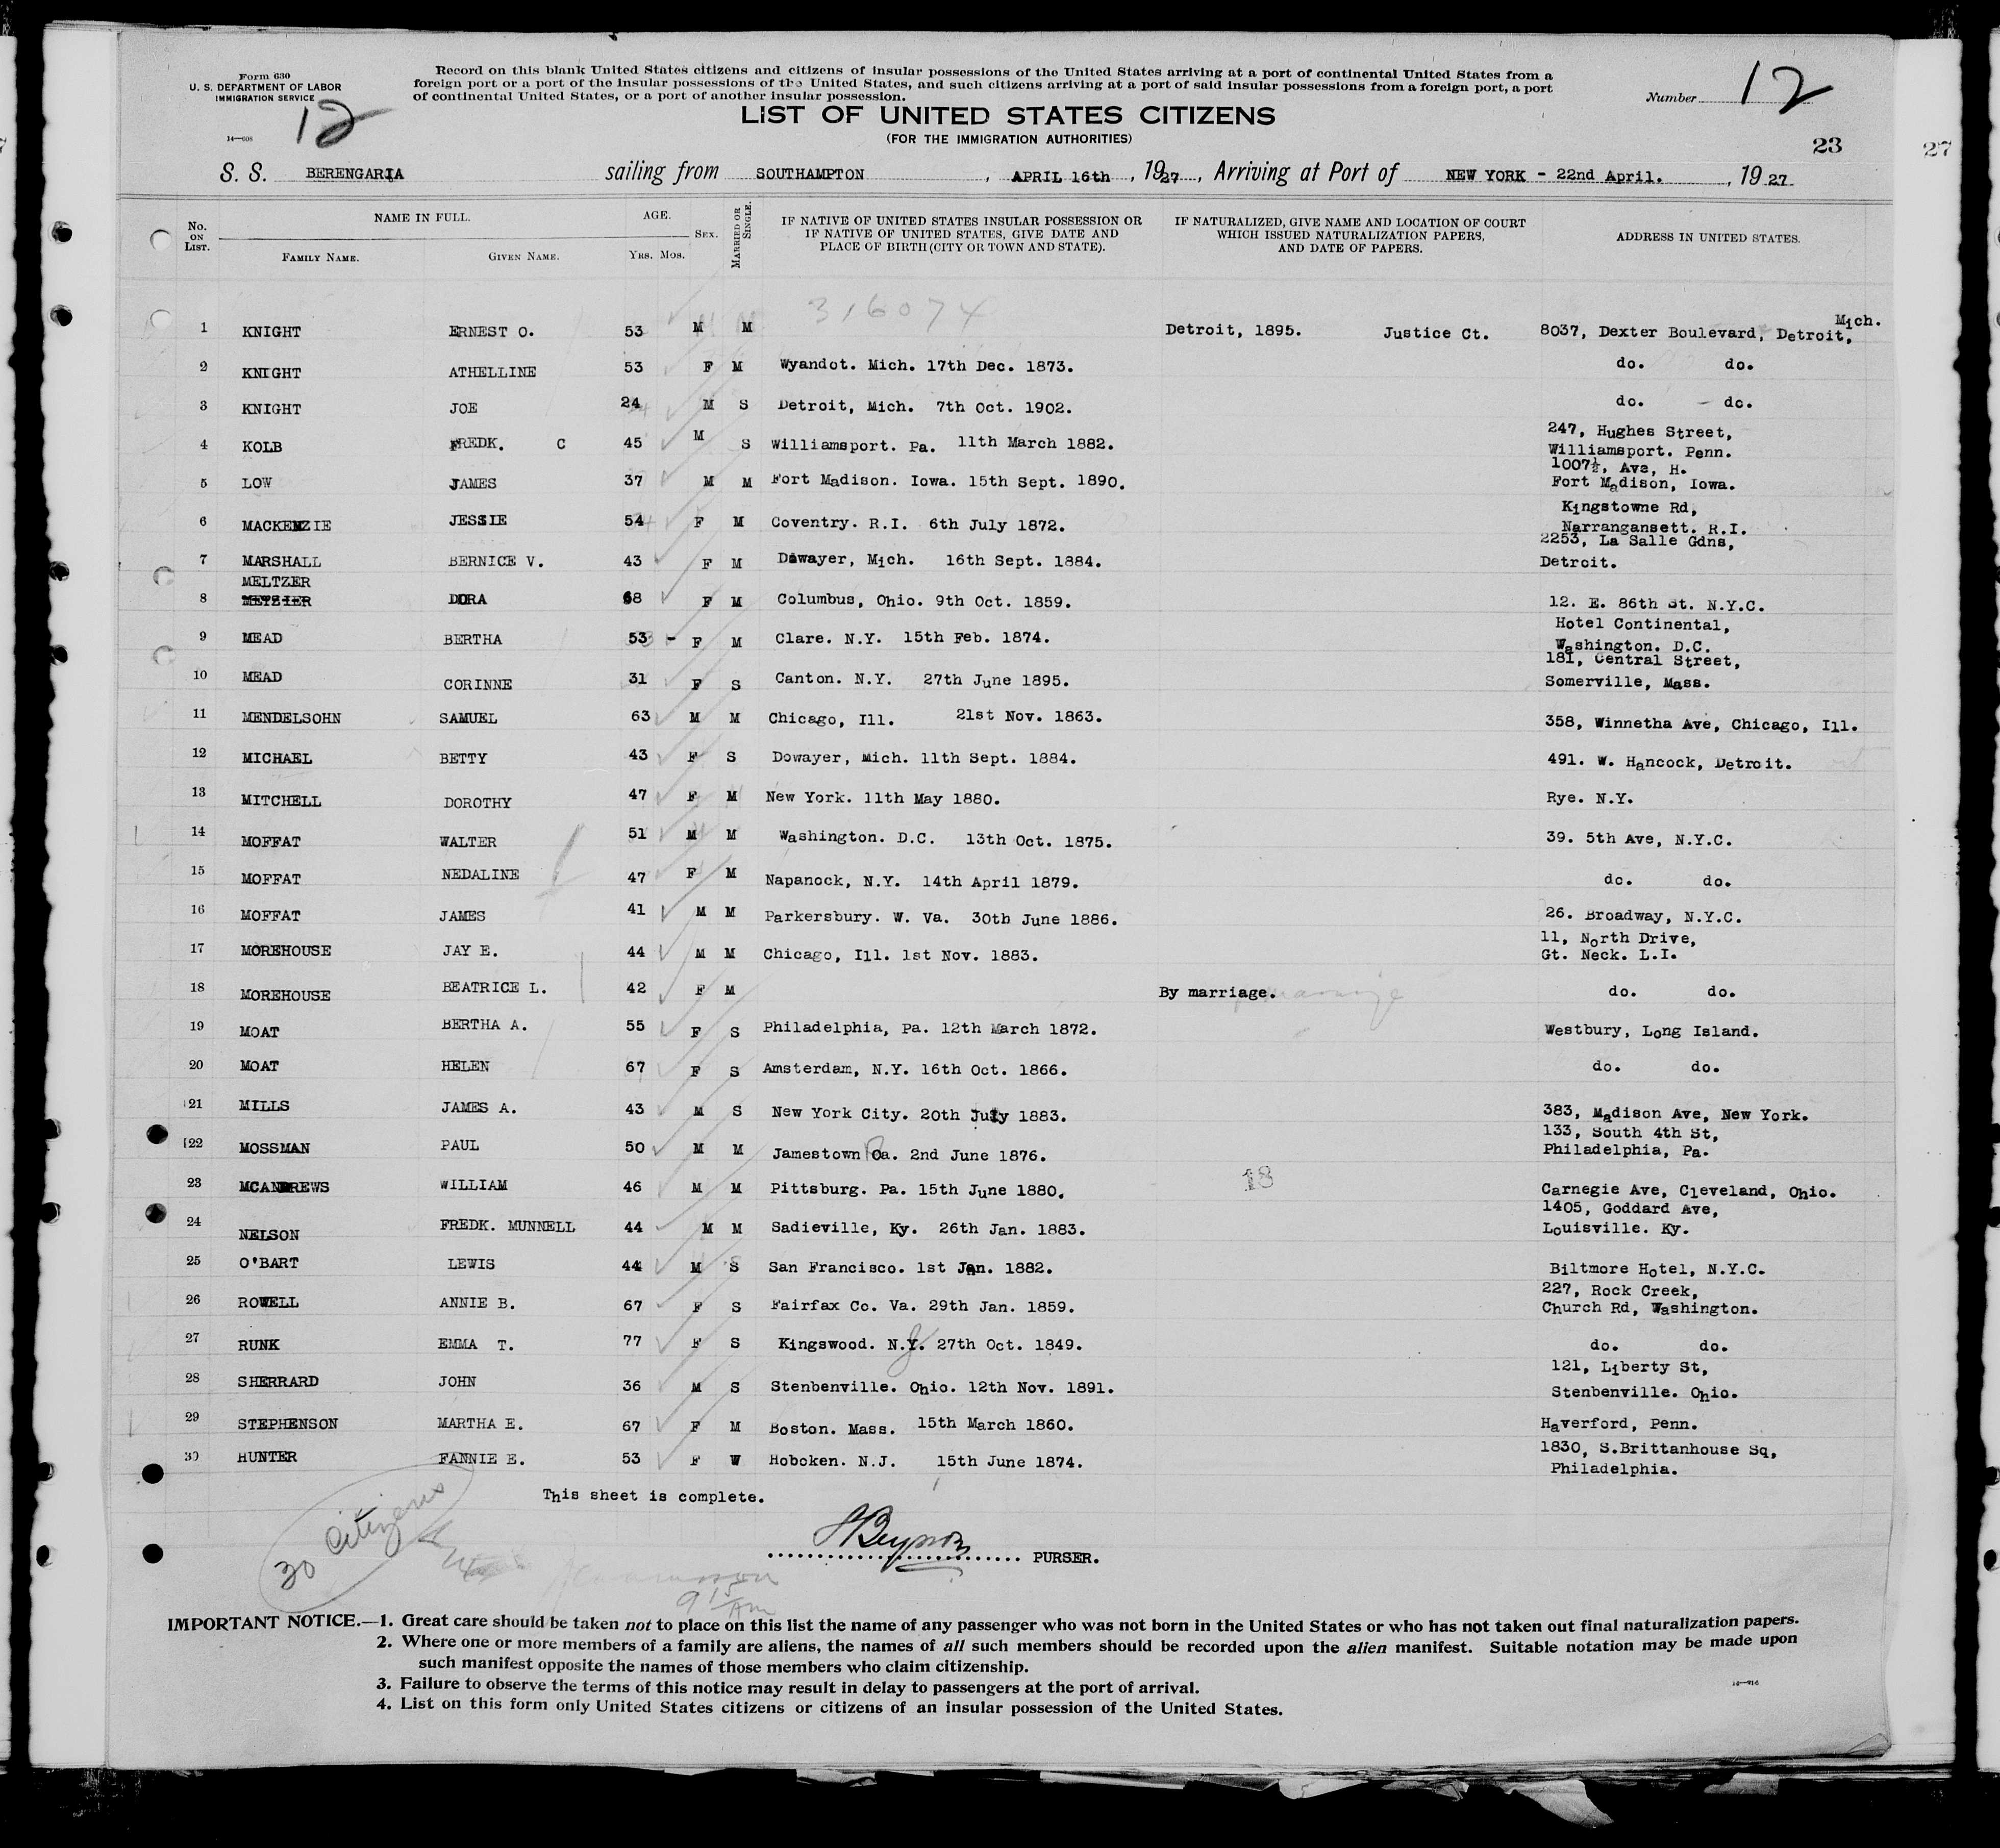 Form 630
U. S. DEPARTMENT OF LABOR
IMMIGRATION SERVICE
14—608
12
Record on this blank United States citizens and citizens of insular possessions of the United States arriving at a port of continental United States from a
foreign port or a port of the insular possessions of the United States, and such citizens arriving at a port of said insular possessions from a foreign port, a port
of continental United States, or a port of another insular possession.
Number 12
LIST OF UNITED STATES CITIZENS
(FOR THE IMMIGRATION AUTHORITIES)
23
27
S. S. BERENGARIA sailing from SOUTHAMPTON, APRIL 16th, 1927, Arriving at Port of NEW YORK - 22nd April., 1927.
No. ON LIST. NAME IN FULL. FAMILY NAME. GIVEN NAME. AGE. YRS. MOS. SEX. MARRIED OR SINGLE. IF NATIVE OF UNITED STATES INSULAR POSSESSION OR IF NATIVE OF UNITED STATES, GIVE DATE AND PLACE OF BIRTH (CITY OR TOWN AND STATE). IF NATURALIZED, GIVE NAME AND LOCATION OF COURT WHICH ISSUED NATURALIZATION PAPERS, AND DATE OF PAPERS. ADDRESS IN UNITED STATES.
316074
1 KNIGHT ERNEST O. 53 M M Detroit, 1895. Justice Ct. 8037, Dexter Boulevard, Detroit, Mich.
2 KNIGHT ATHELLINE 53 F M Wyandot. Mich. 17th Dec. 1873. do. do.
3 KNIGHT JOE 24 M S Detroit, Mich. 7th Oct. 1902. do. - do.
4 KOLB FREDK. C 45 M S Williamsport. Pa. 11th March 1882. 247, Hughes Street, Williamsport. Penn.
5 LOW JAMES 37 M M Fort Madison. Iowa. 15th Sept. 1890. 1007½, Ave, H. Fort Madison, Iowa.
6 MACKENZIE JESSIE 54 F M Coventry. R.I. 6th July 1872. Kingstowne Rd, Narrangansett. R.I.
7 MARSHALL BERNICE V. 43 F M Dowayer, Mich. 16th Sept. 1884. 2253, La Salle Gdns, Detroit.
MELTZER
8 METZIER DORA 68 F M Columbus, Ohio. 9th Oct. 1859. 12. E. 86th St. N.Y.C.
9 MEAD BERTHA 53 - F M Clare. N.Y. 15th Feb. 1874. Hotel Continental, Washington. D.C.
10 MEAD CORINNE 31 F S Canton. N.Y. 27th June 1895. 181, Central Street, Somerville, Mass.
11 MENDELSOHN SAMUEL 63 M M Chicago, Ill. 21st Nov. 1863. 358, Winnetha Ave, Chicago, Ill.
12 MICHAEL BETTY 43 F S Dowayer, Mich. 11th Sept. 1884. 491. W. Hancock, Detroit.
13 MITCHELL DOROTHY 47 F M New York. 11th May 1880. Rye. N.Y.
14 MOFFAT WALTER 51 M M Washington. D.C. 13th Oct. 1875. 39. 5th Ave, N.Y.C.
15 MOFFAT NEDALINE 47 F M Napanock, N.Y. 14th April 1879. do. do.
16 MOFFAT JAMES 41 M M Parkersbury. W. Va. 30th June 1886. 26. Broadway, N.Y.C.
17 MOREHOUSE JAY E. 44 M M Chicago, Ill. 1st Nov. 1883. 11, North Drive, Gt. Neck. L.I.
18 MOREHOUSE BEATRICE L. 42 F M By marriage. marriage do. do.
19 MOAT BERTHA A. 55 F S Philadelphia, Pa. 12th March 1872. Westbury, Long Island.
20 MOAT HELEN 67 F S Amsterdam, N.Y. 16th Oct. 1866. do. do.
21 MILLS JAMES A. 43 M S New York City. 20th July 1883. 383, Madison Ave, New York.
22 MOSSMAN PAUL 50 M M Jamestown Pa. 2nd June 1876. 133, South 4th St, Philadelphia, Pa.
23 MCANDREWS WILLIAM 46 M M Pittsburg. Pa. 15th June 1880. 18 Carnegie Ave, Cleveland, Ohio.
24 NELSON FREDK. MUNNELL 44 M M Sadieville, Ky. 26th Jan. 1883. 1405, Goddard Ave, Louisville. Ky.
25 O'BART LEWIS 44 M S San Francisco. 1st Jan. 1882. Biltmore Hotel, N.Y.C.
26 ROWELL ANNIE B. 67 F S Fairfax Co. Va. 29th Jan. 1859. 227, Rock Creek, Church Rd, Washington.
27 RUNK EMMA T. 77 F S Kingswood. N.J. 27th Oct. 1849. do. do.
28 SHERRARD JOHN 36 M S Stenbenville. Ohio. 12th Nov. 1891. 121, Liberty St, Stenbenville. Ohio.
29 STEPHENSON MARTHA E. 67 F M Boston. Mass. 15th March 1860. Haverford, Penn.
30 HUNTER FANNIE E. 53 F W Hoboken. N.J. 15th June 1874. 1830, S.Brittanhouse Sq, Philadelphia.
This sheet is complete.
30 Citizens
PURSER.
9 15 AM
IMPORTANT NOTICE.—1. Great care should be taken not to place on this list the name of any passenger who was not born in the United States or who has not taken out final naturalization papers.
2. Where one or more members of a family are aliens, the names of all such members should be recorded upon the alien manifest. Suitable notation may be made upon
such manifest opposite the names of those members who claim citizenship.
3. Failure to observe the terms of this notice may result in delay to passengers at the port of arrival.
4. List on this form only United States citizens or citizens of an insular possession of the United States.